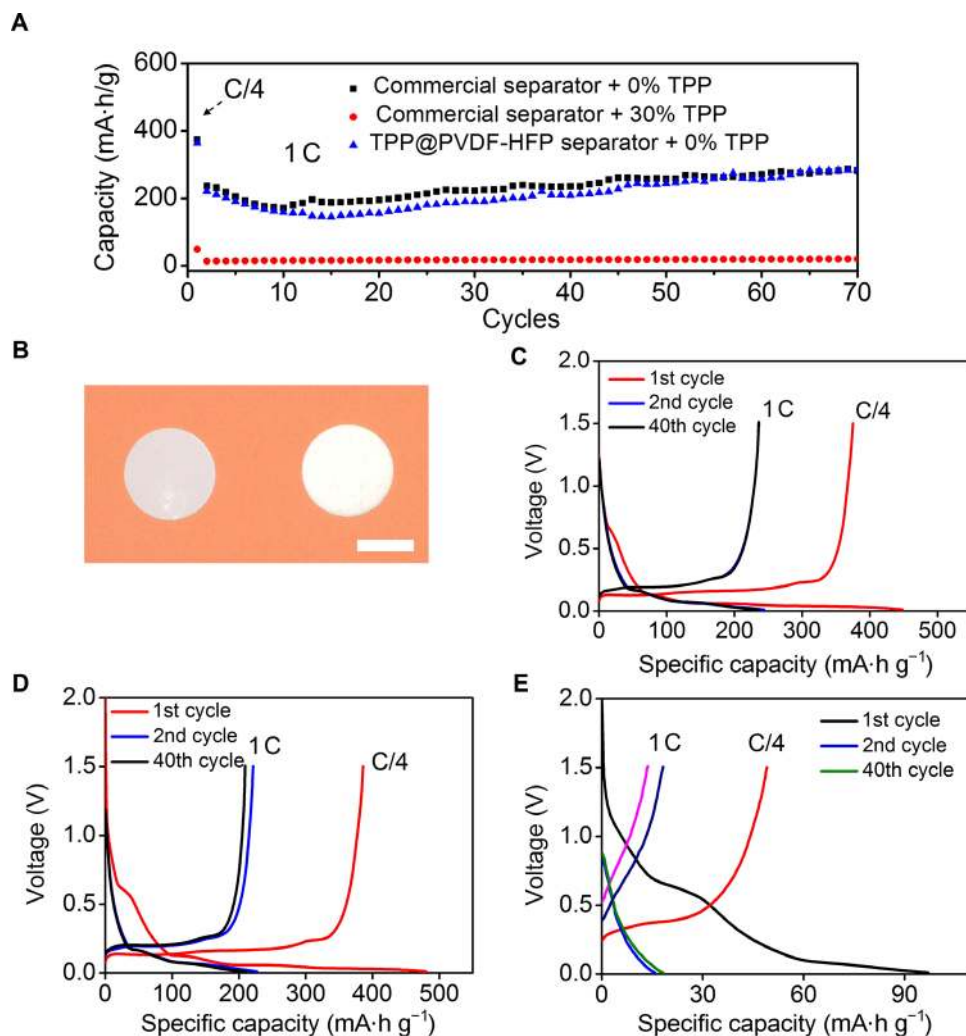 A
Capacity (mA·h/g)
600
400
200
0
C/4
1 C
Commercial separator + 0% TPP
Commercial separator + 30% TPP
TPP@PVDF-HFP separator + 0% TPP
0 10 20 30 40 50 60 70
Cycles
B
C
Voltage (V)
2.0
1.5
1.0
0.5
0.0
1st cycle
2nd cycle
40th cycle
1 C
C/4
0 100 200 300 400 500
Specific capacity (mA·h g⁻¹)
D
Voltage (V)
2.0
1.5
1.0
0.5
0.0
1st cycle
2nd cycle
40th cycle
1 C
C/4
0 100 200 300 400 500
Specific capacity (mA·h g⁻¹)
E
Voltage (V)
2.0
1.5
1.0
0.5
0.0
1 C
C/4
1st cycle
2nd cycle
40th cycle
0 30 60 90
Specific capacity (mA·h g⁻¹)